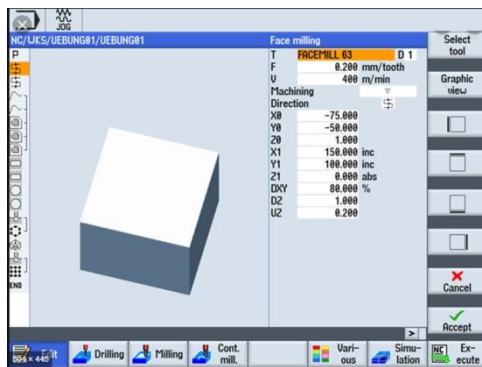 JOG
NC/WKS/UEBUNG01/UEBUNG01
Face milling
Select
tool
P
T FACEMILL 63 D 1
F 0.200 mm/tooth
V 400 m/min
Graphic
view
Machining ▽
Direction
X0 -75.000
Y0 -50.000
Z0 1.000
X1 150.000 inc
Y1 100.000 inc
Z1 0.000 abs
DXY 80.000 %
DZ 1.000
UZ 0.200
END
Cancel
Accept
>
Edit
504 × 445
Drilling
Milling
Cont.
mill.
Vari-
ous
Simu-
lation
NC
Ex-
ecute